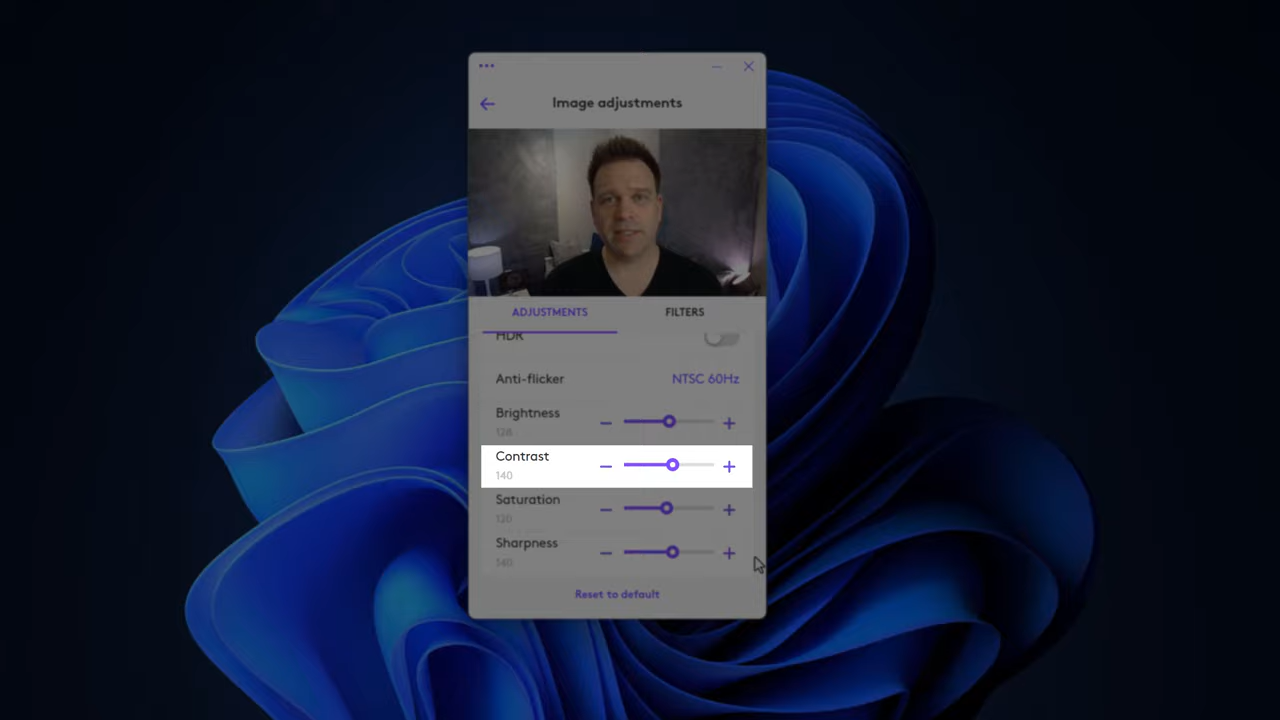 Image adjustments
ADJUSTMENTS FILTERS
HDR
Anti-flicker NTSC 60Hz
Brightness
128
Contrast
140
Saturation
120
Sharpness
140
Reset to default